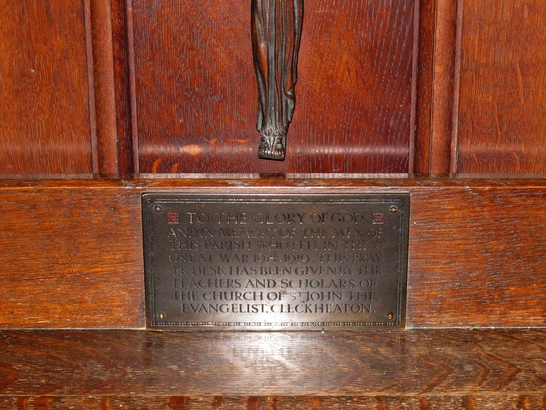 TO THE GLORY OF GOD
AND IN MEMORY OF THE MEN OF
THIS PARISH WHO FELL IN THE
GREAT WAR 1914-1919. THIS PRAY-
ER DESK HAS BEEN GIVEN BY THE
TEACHERS AND SCHOLARS OF
THE CHURCH OF ST JOHN THE
EVANGELIST, CLECKHEATON.